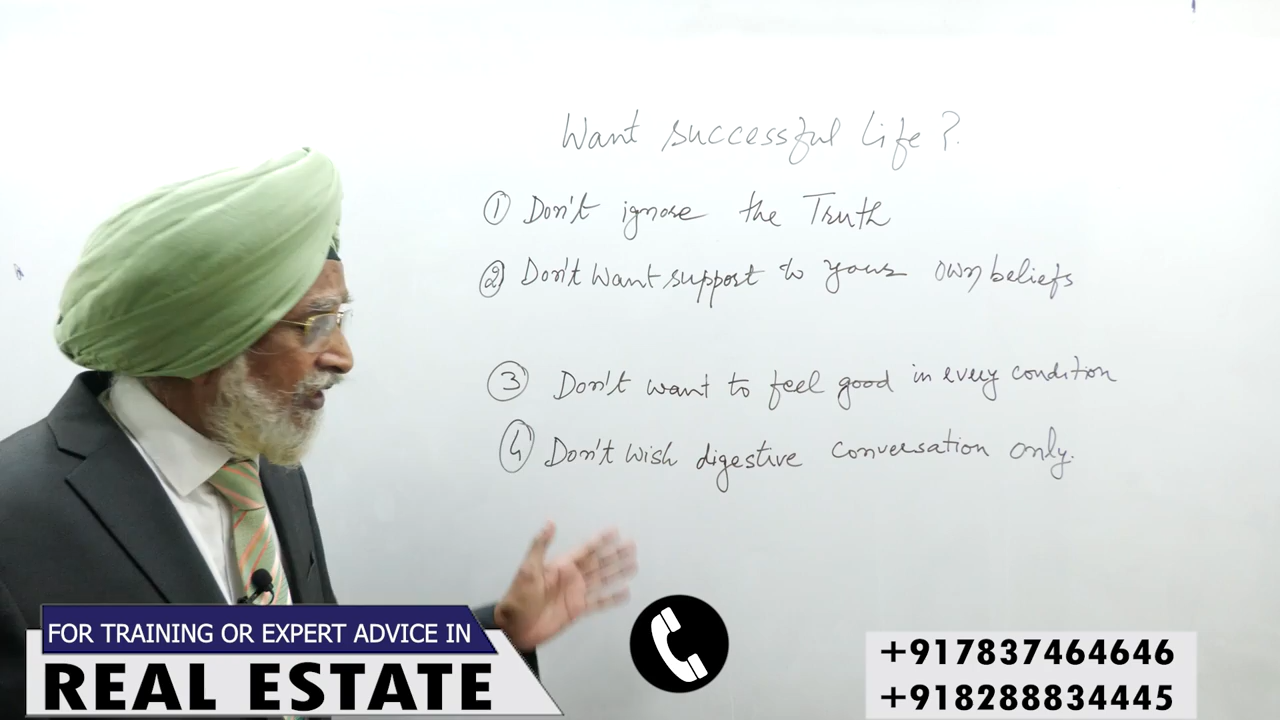 Want successful Life ?.
① Don't ignore the Truth
② Don't want support to your own beliefs
③ Don't want to feel good in every condition
④ Don't wish digestive conversation only.
FOR TRAINING OR EXPERT ADVICE IN
REAL ESTATE
+917837464646
+918288834445